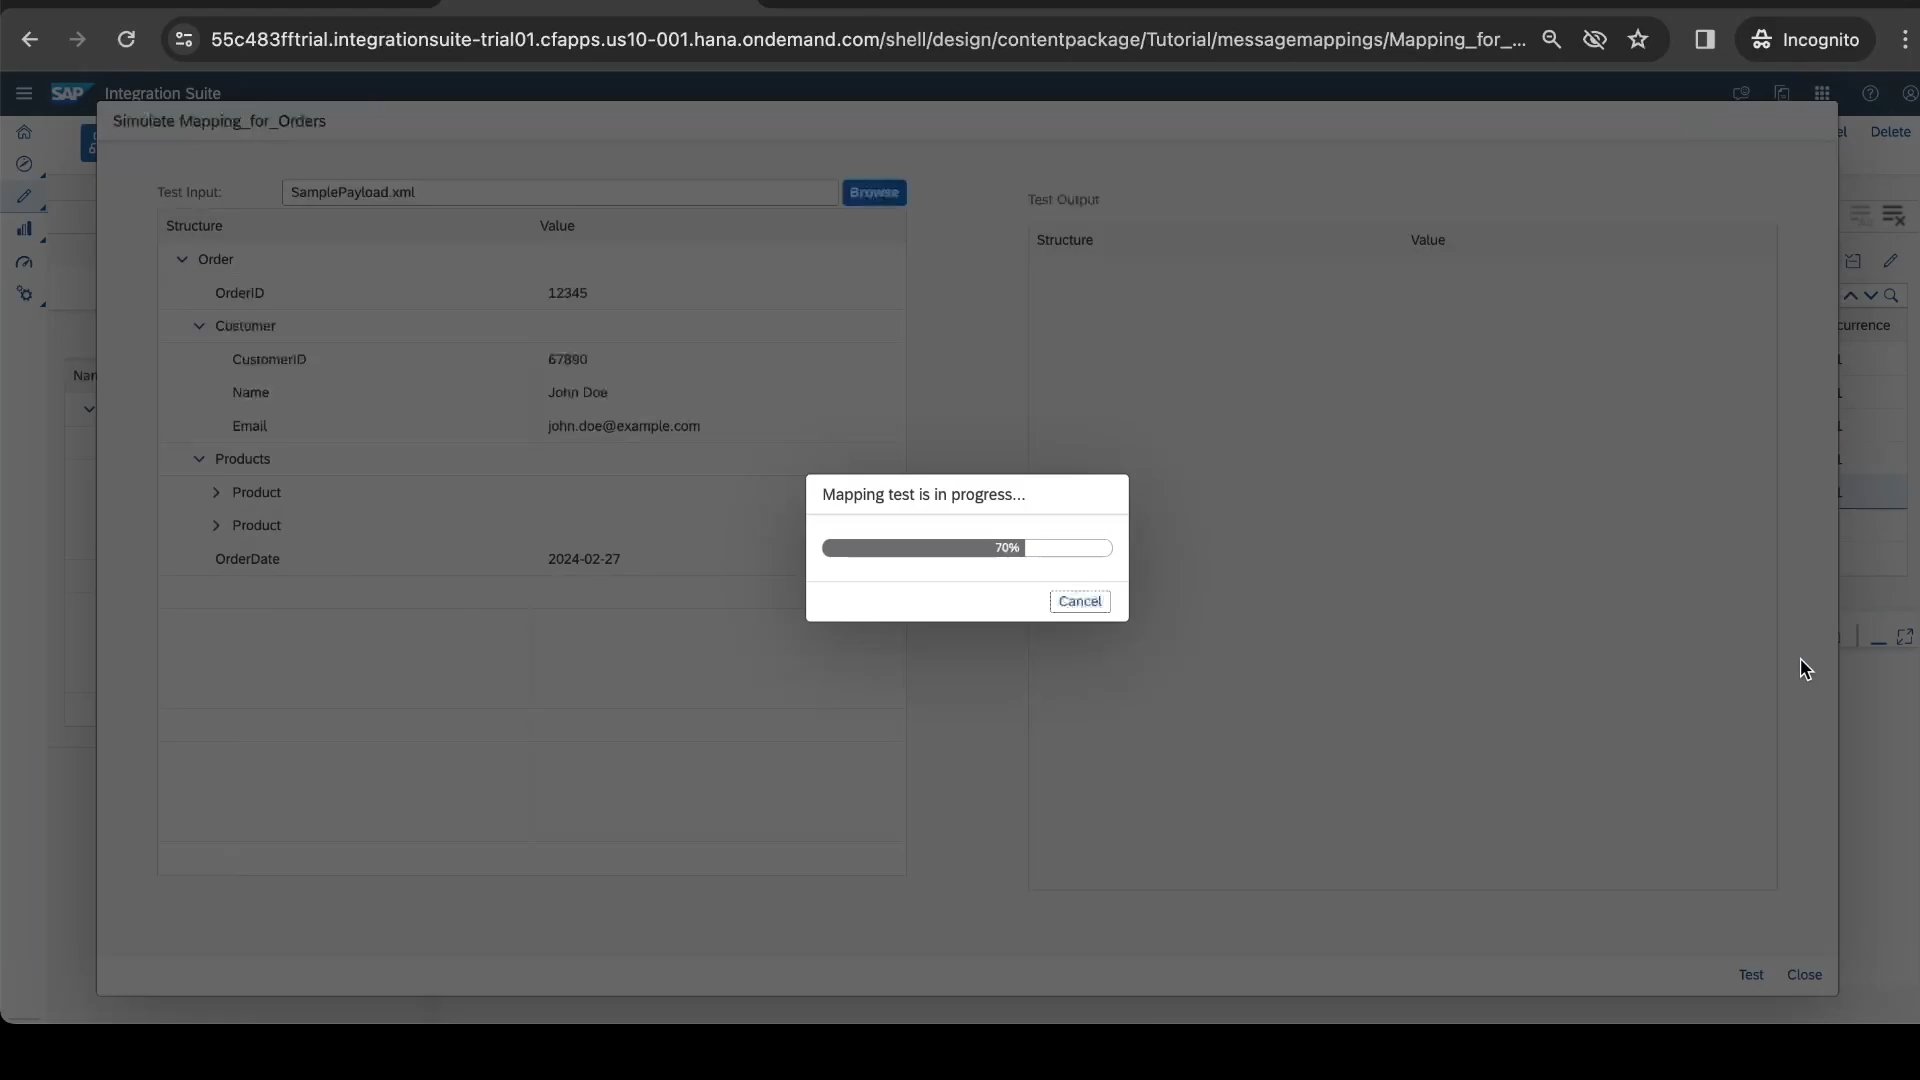 55c483fftrial.integrationsuite-trial01.cfapps.us10-001.hana.ondemand.com/shell/design/contentpackage/Tutorial/messagemappings/Mapping_for_...
Incognito
SAP Integration Suite
Simulate Mapping_for_Orders
Delete
Test Input: SamplePayload.xml Browse
Test Output
Structure Value
Structure Value
Order
OrderID 12345
Customer
currence
CustomerID 67890
Name John Doe
Email john.doe@example.com
Products
Product
Product
OrderDate 2024-02-27
Mapping test is in progress...
70%
Cancel
Test Close